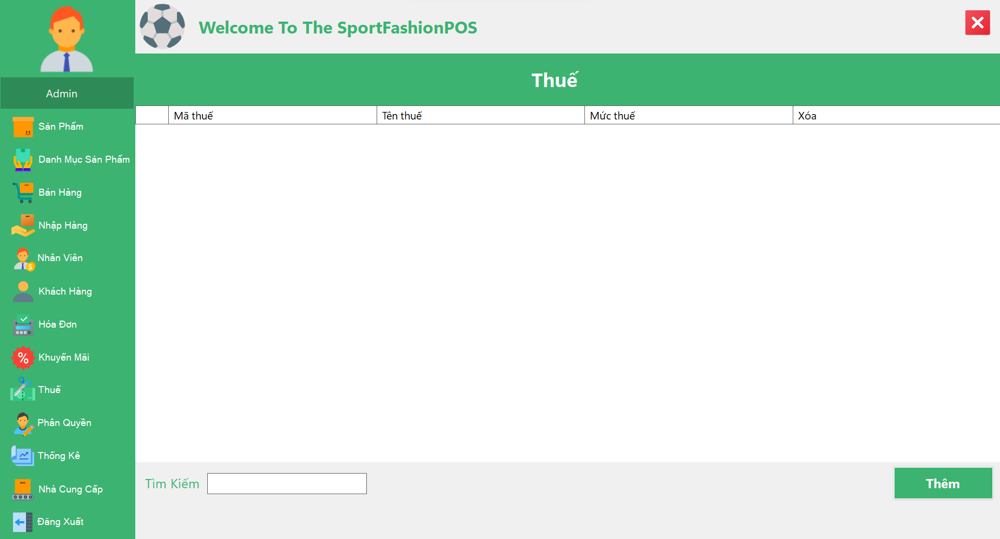 Welcome To The SportFashionPOS
Admin
Sản Phẩm
Danh Mục Sản Phẩm
Bán Hàng
Nhập Hàng
Nhân Viên
Khách Hàng
Hóa Đơn
Khuyến Mãi
Thuế
Phân Quyền
Thống Kê
Nhà Cung Cấp
Đăng Xuất
Thuế
Mã thuế Tên thuế Mức thuế Xóa
Tìm Kiếm
Thêm